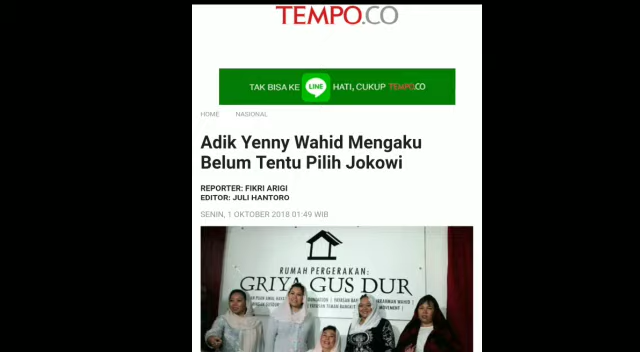 TEMPO.CO
TAK BISA KE LINE HATI, CUKUP TEMPO.CO
HOME NASIONAL
Adik Yenny Wahid Mengaku
Belum Tentu Pilih Jokowi
REPORTER: FIKRI ARIGI
EDITOR: JULI HANTORO
SENIN, 1 OKTOBER 2018 01:49 WIB
RUMAH PERGERAKAN:
GRIYA GUS DUR